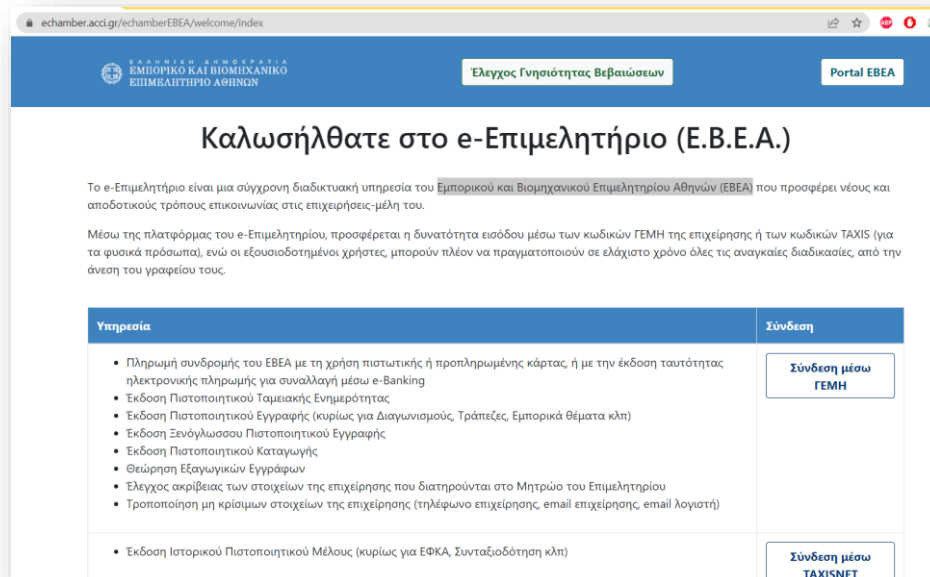 echamber.acci.gr/echamberEBEA/welcome/index
ABP
ΕΛΛΗΝΙΚΗ ΔΗΜΟΚΡΑΤΙΑ
ΕΜΠΟΡΙΚΟ ΚΑΙ ΒΙΟΜΗΧΑΝΙΚΟ
ΕΠΙΜΕΛΗΤΗΡΙΟ ΑΘΗΝΩΝ
Έλεγχος Γνησιότητας Βεβαιώσεων
Portal ΕΒΕΑ
Καλωσήλθατε στο e-Επιμελητήριο (Ε.Β.Ε.Α.)
Το e-Επιμελητήριο είναι μια σύγχρονη διαδικτυακή υπηρεσία του Εμπορικού και Βιομηχανικού Επιμελητηρίου Αθηνών (ΕΒΕΑ) που προσφέρει νέους και
αποδοτικούς τρόπους επικοινωνίας στις επιχειρήσεις-μέλη του.
Μέσω της πλατφόρμας του e-Επιμελητηρίου, προσφέρεται η δυνατότητα εισόδου μέσω των κωδικών ΓΕΜΗ της επιχείρησης ή των κωδικών TAXIS (για
τα φυσικά πρόσωπα), ενώ οι εξουσιοδοτημένοι χρήστες, μπορούν πλέον να πραγματοποιούν σε ελάχιστο χρόνο όλες τις αναγκαίες διαδικασίες, από την
άνεση του γραφείου τους.
Υπηρεσία
Σύνδεση
• Πληρωμή συνδρομής του ΕΒΕΑ με τη χρήση πιστωτικής ή προπληρωμένης κάρτας, ή με την έκδοση ταυτότητας
ηλεκτρονικής πληρωμής για συναλλαγή μέσω e-Banking
• Έκδοση Πιστοποιητικού Ταμειακής Ενημερότητας
• Έκδοση Πιστοποιητικού Εγγραφής (κυρίως για Διαγωνισμούς, Τράπεζες, Εμπορικά θέματα κλπ)
• Έκδοση Ξενόγλωσσου Πιστοποιητικού Εγγραφής
• Έκδοση Πιστοποιητικού Καταγωγής
• Θεώρηση Εξαγωγικών Εγγράφων
• Έλεγχος ακρίβειας των στοιχείων της επιχείρησης που διατηρούνται στο Μητρώο του Επιμελητηρίου
• Τροποποίηση μη κρίσιμων στοιχείων της επιχείρησης (τηλέφωνο επιχείρησης, email επιχείρησης, email λογιστή)
Σύνδεση μέσω
ΓΕΜΗ
• Έκδοση Ιστορικού Πιστοποιητικού Μέλους (κυρίως για ΕΦΚΑ, Συνταξιοδότηση κλπ)
Σύνδεση μέσω
TAXISNET